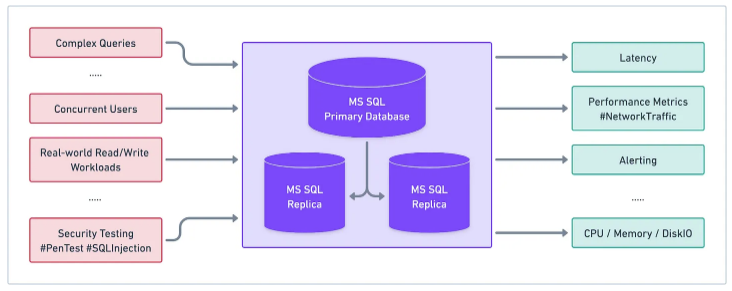 Complex Queries
.....
Concurrent Users
Real-world Read/Write
Workloads
.....
Security Testing
#PenTest #SQLInjection
MS SQL
Primary Database
MS SQL
Replica
MS SQL
Replica
Latency
Performance Metrics
#NetworkTraffic
Alerting
.....
CPU / Memory / DiskIO